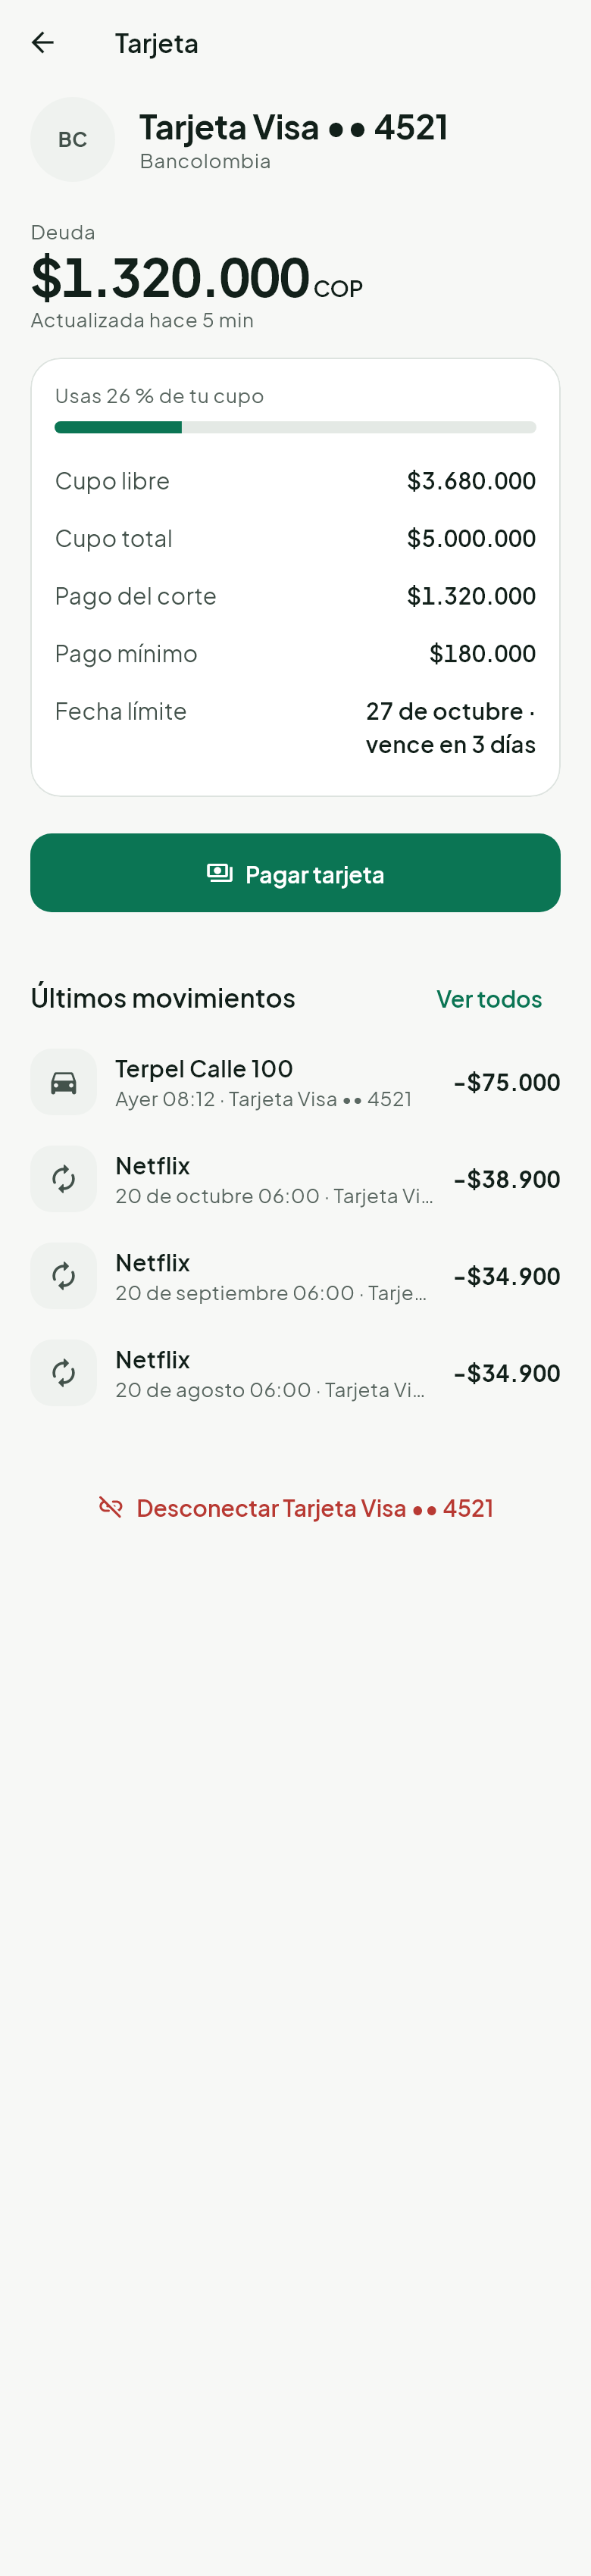 Tarjeta
BC
Tarjeta Visa •• 4521
Bancolombia
Deuda
$1.320.000 COP
Actualizada hace 5 min
Usas 26 % de tu cupo
Cupo libre $3.680.000
Cupo total $5.000.000
Pago del corte $1.320.000
Pago mínimo $180.000
Fecha límite 27 de octubre ·
vence en 3 días
Pagar tarjeta
Últimos movimientos Ver todos
Terpel Calle 100
Ayer 08:12 · Tarjeta Visa •• 4521
-$75.000
Netflix
20 de octubre 06:00 · Tarjeta Vi…
-$38.900
Netflix
20 de septiembre 06:00 · Tarje…
-$34.900
Netflix
20 de agosto 06:00 · Tarjeta Vi…
-$34.900
Desconectar Tarjeta Visa •• 4521